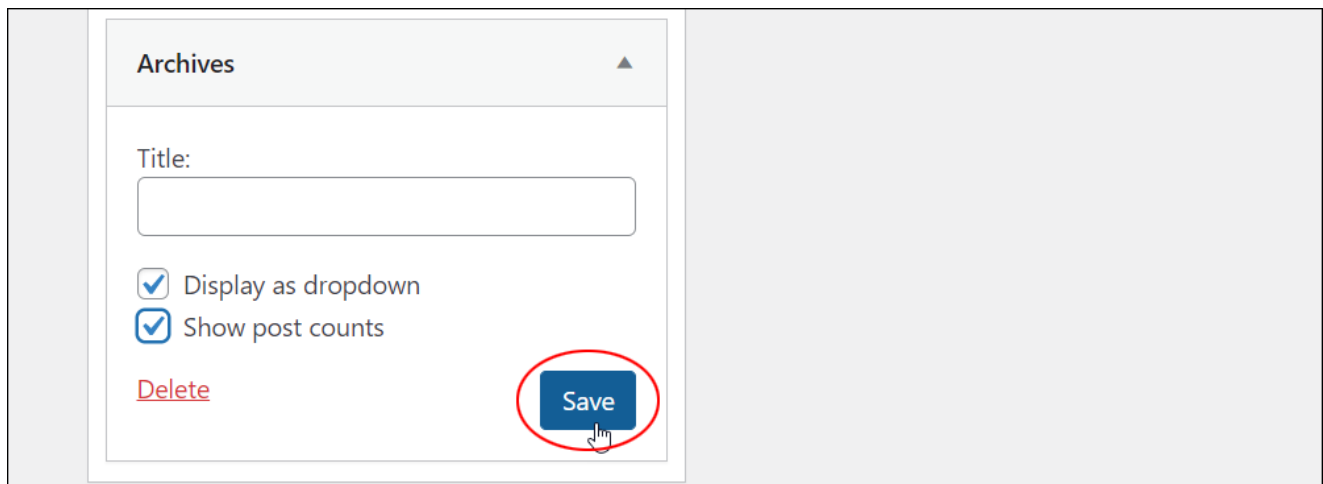 Archives
Title:
Display as dropdown
Show post counts
Delete
Save